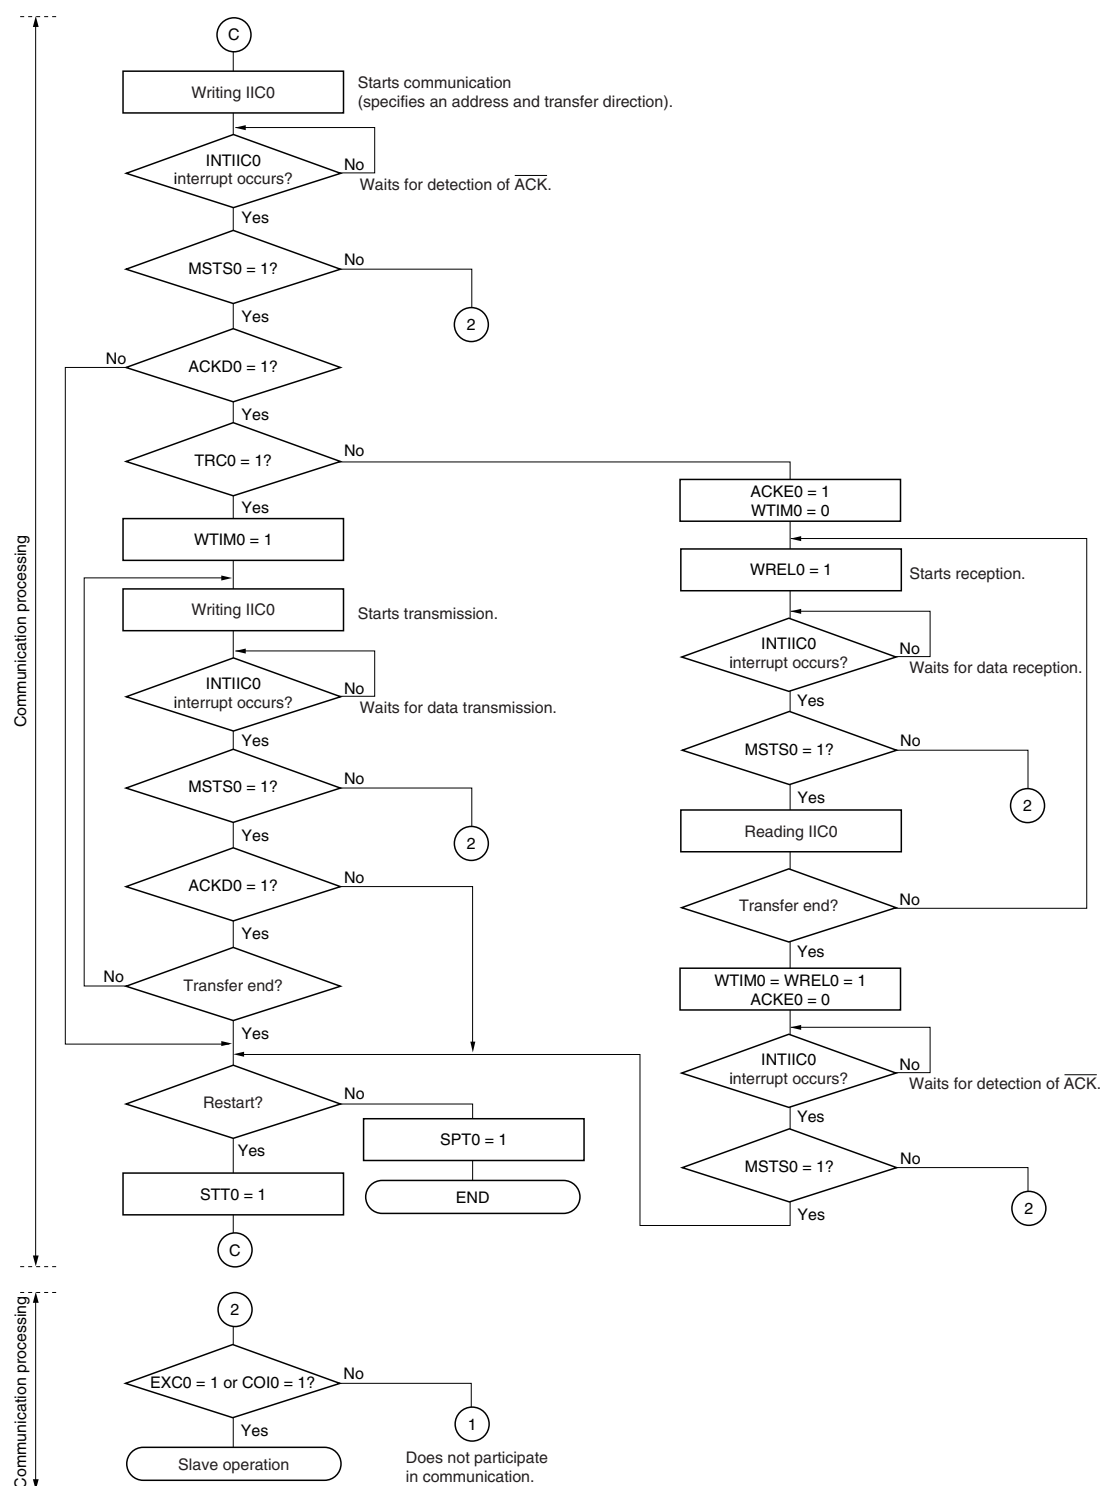 C
Writing IIC0
Starts communication
(specifies an address and transfer direction).
INTIIC0
interrupt occurs?
No
Waits for detection of ACK.
Yes
MSTS0 = 1?
No
2
Yes
No
ACKD0 = 1?
Yes
TRC0 = 1?
No
Yes
WTIM0 = 1
Writing IIC0
Starts transmission.
INTIIC0
interrupt occurs?
No
Waits for data transmission.
Yes
MSTS0 = 1?
No
2
Yes
ACKD0 = 1?
No
Yes
No
Transfer end?
Yes
Restart?
No
SPT0 = 1
END
Yes
STT0 = 1
C
ACKE0 = 1
WTIM0 = 0
WREL0 = 1
Starts reception.
INTIIC0
interrupt occurs?
No
Waits for data reception.
Yes
MSTS0 = 1?
No
2
Yes
Reading IIC0
Transfer end?
No
Yes
WTIM0 = WREL0 = 1
ACKE0 = 0
INTIIC0
interrupt occurs?
No
Waits for detection of ACK.
Yes
MSTS0 = 1?
No
2
Yes
Communication processing
2
EXC0 = 1 or COI0 = 1?
No
1
Does not participate
in communication.
Yes
Slave operation
Communication processing